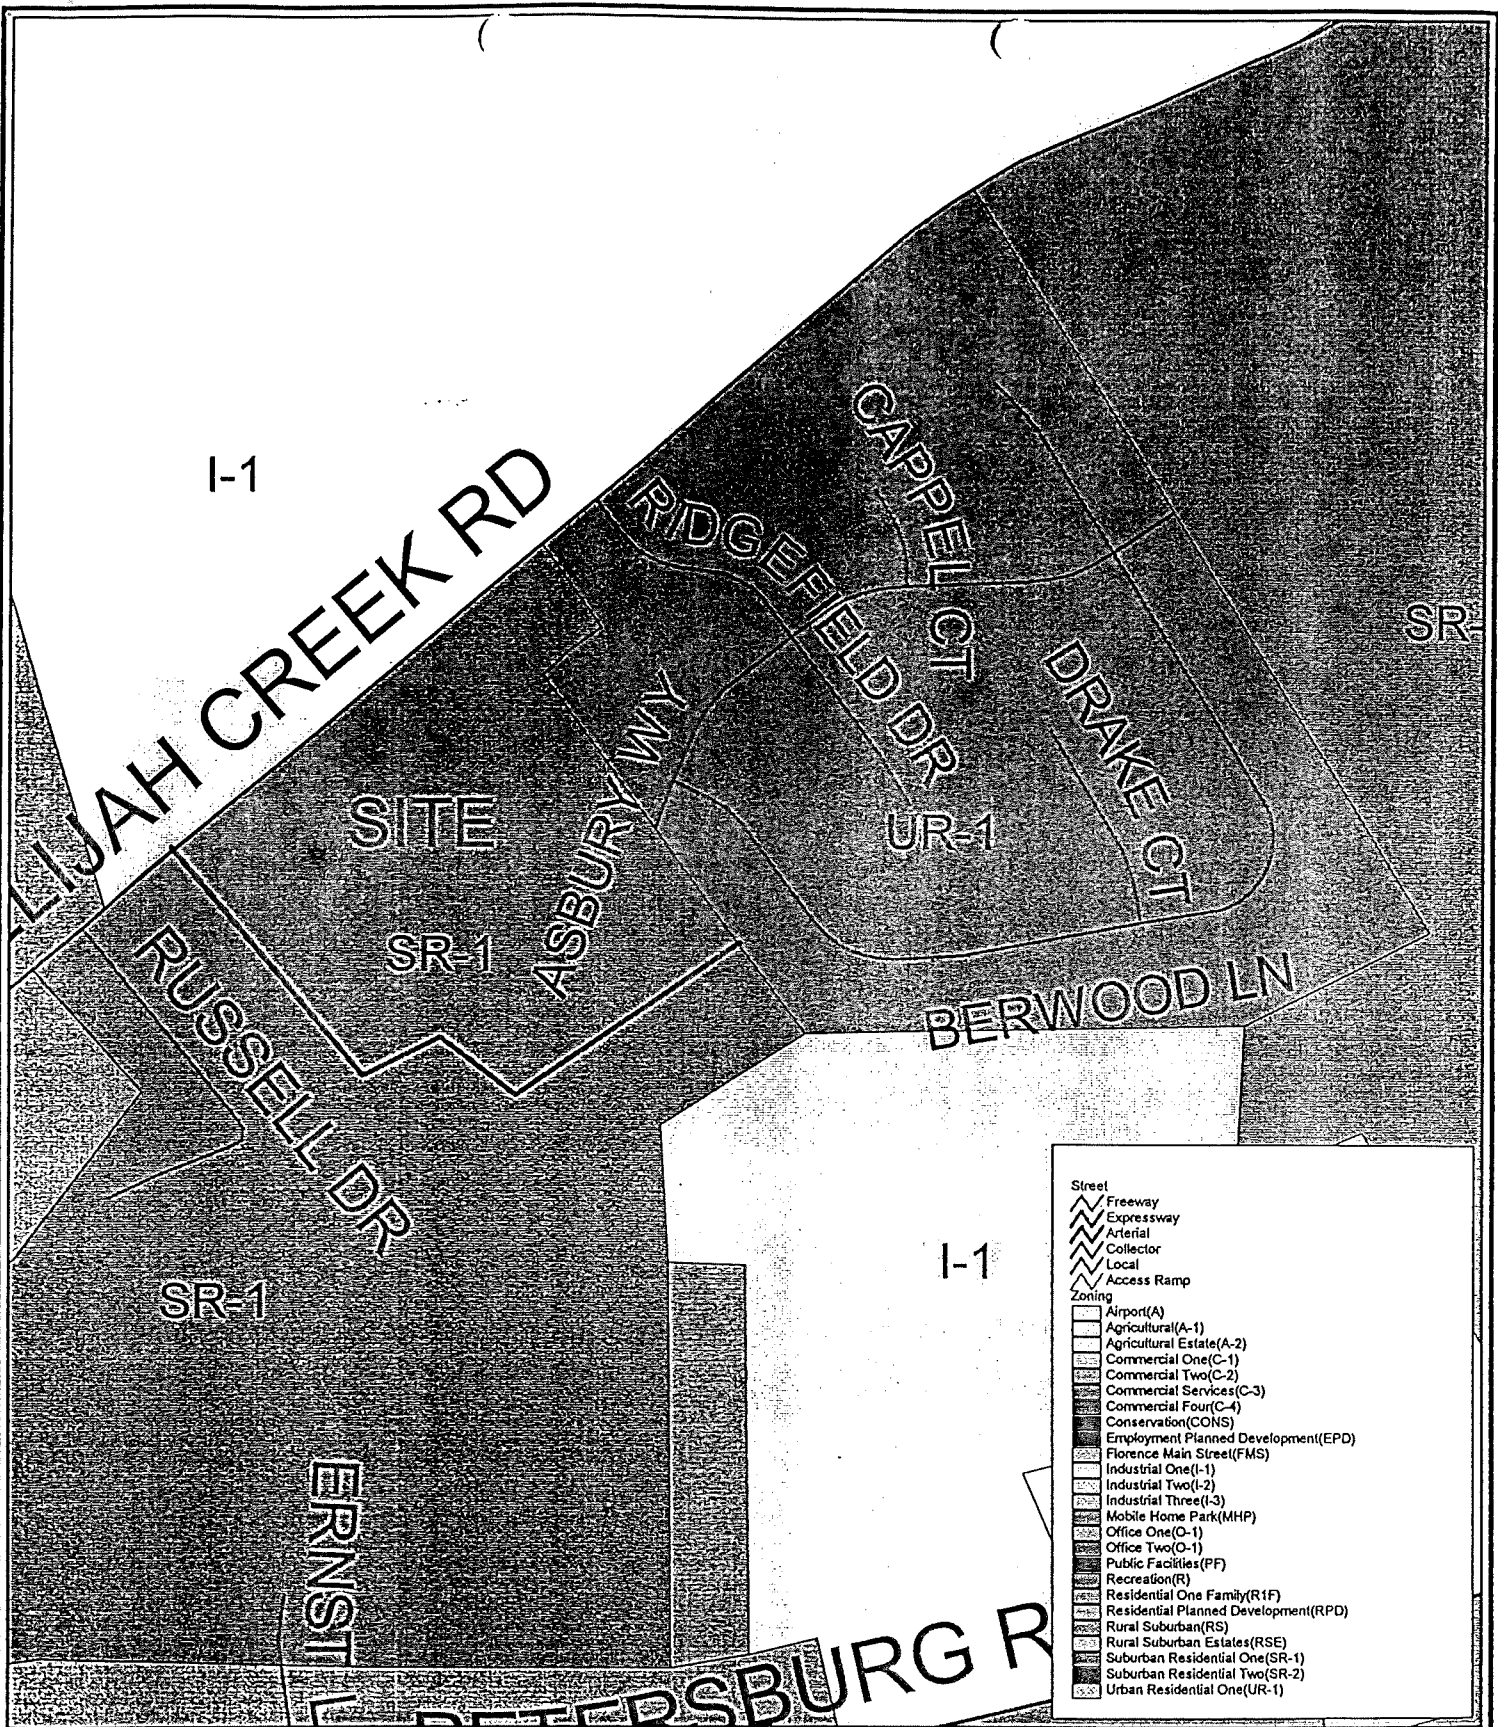 I-1
LIJAH CREEK RD
CAPPEL CT
RIDGEFIELD DR
SR-
DRAKE CT
ASBURY WY
SITE
UR-1
SR-1
RUSSELL DR
BERWOOD LN
I-1
SR-1
ERNST L
PETERSBURG R
Street
Freeway
Expressway
Arterial
Collector
Local
Access Ramp
Zoning
Airport(A)
Agricultural(A-1)
Agricultural Estate(A-2)
Commercial One(C-1)
Commercial Two(C-2)
Commercial Services(C-3)
Commercial Four(C-4)
Conservation(CONS)
Employment Planned Development(EPD)
Florence Main Street(FMS)
Industrial One(I-1)
Industrial Two(I-2)
Industrial Three(I-3)
Mobile Home Park(MHP)
Office One(O-1)
Office Two(O-1)
Public Facilities(PF)
Recreation(R)
Residential One Family(R1F)
Residential Planned Development(RPD)
Rural Suburban(RS)
Rural Suburban Estates(RSE)
Suburban Residential One(SR-1)
Suburban Residential Two(SR-2)
Urban Residential One(UR-1)